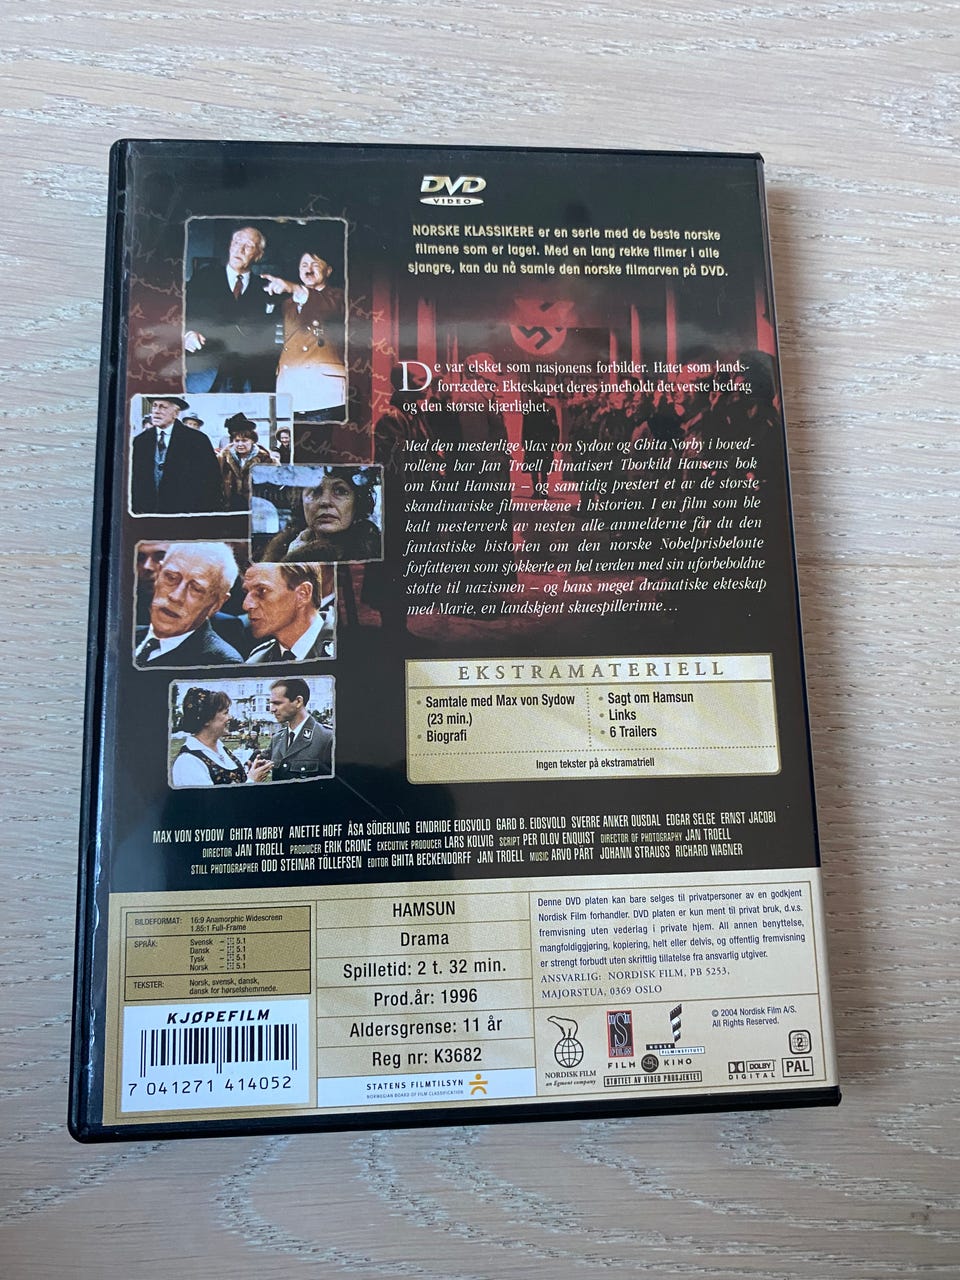 DVD
VIDEO
NORSKE KLASSIKERE er en serie med de beste norske
filmene som er laget. Med en lang rekke filmer i alle
sjangre, kan du nå samle den norske filmarven på DVD.
De var elsket som nasjonens forbilder. Hatet som lands-
forrædere. Ekteskapet deres inneholdt det verste bedrag
og den største kjærlighet.
Med den mesterlige Max von Sydow og Ghita Nørby i hoved-
rollene har Jan Troell filmatisert Thorkild Hansens bok
om Knut Hamsun – og samtidig prestert et av de største
skandinaviske filmverkene i historien. I en film som ble
kalt mesterverk av nesten alle anmelderne får du den
fantastiske historien om den norske Nobelprisbelønte
forfatteren som sjokkerte en hel verden med sin uforbeholdne
støtte til nazismen – og hans meget dramatiske ekteskap
med Marie, en landskjent skuespillerinne…
EKSTRAMATERIELL
• Samtale med Max von Sydow
(23 min.)
• Biografi
• Sagt om Hamsun
• Links
• 6 Trailers
Ingen tekster på ekstramatriell
MAX VON SYDOW GHITA NØRBY ANETTE HOFF ÅSA SÖDERLING EINDRIDE EIDSVOLD GARD B. EIDSVOLD SVERRE ANKER OUSDAL EDGAR SELGE ERNST JACOBI
DIRECTOR JAN TROELL PRODUCER ERIK CRONE EXECUTIVE PRODUCER LARS KOLVIG SCRIPT PER OLOV ENQUIST DIRECTOR OF PHOTOGRAPHY JAN TROELL
STILL PHOTOGRAPHER ODD STEINAR TÖLLEFSEN EDITOR GHITA BECKENDORFF JAN TROELL MUSIC ARVO PÄRT JOHANN STRAUSS RICHARD WAGNER
BILDEFORMAT: 16:9 Anamorphic Widescreen
1.85:1 Full-Frame
SPRÅK: Svensk – 5.1
Dansk – 5.1
Tysk – 5.1
Norsk – 5.1
TEKSTER: Norsk, svensk, dansk,
dansk for hørselshemmede.
KJØPEFILM
7 041271 414052
HAMSUN
Drama
Spilletid: 2 t. 32 min.
Prod.år: 1996
Aldersgrense: 11 år
Reg nr: K3682
STATENS FILMTILSYN
NORWEGIAN BOARD OF FILM CLASSIFICATION
Denne DVD platen kan bare selges til privatpersoner av en godkjent
Nordisk Film forhandler. DVD platen er kun ment til privat bruk, d.v.s.
fremvisning uten vederlag i private hjem. All annen benyttelse,
mangfoldiggjøring, kopiering, helt eller delvis, og offentlig fremvisning
er strengt forbudt uten skriftlig tillatelse fra ansvarlig utgiver.
ANSVARLIG: NORDISK FILM, PB 5253,
MAJORSTUA, 0369 OSLO
NORDISK FILM
an Egmont company
NORSK
FILMINSTITUTT
FILM KINO
STØTTET AV VIDEO PROSJEKTET
© 2004 Nordisk Film A/S.
All Rights Reserved.
DOLBY
DIGITAL
2
PAL